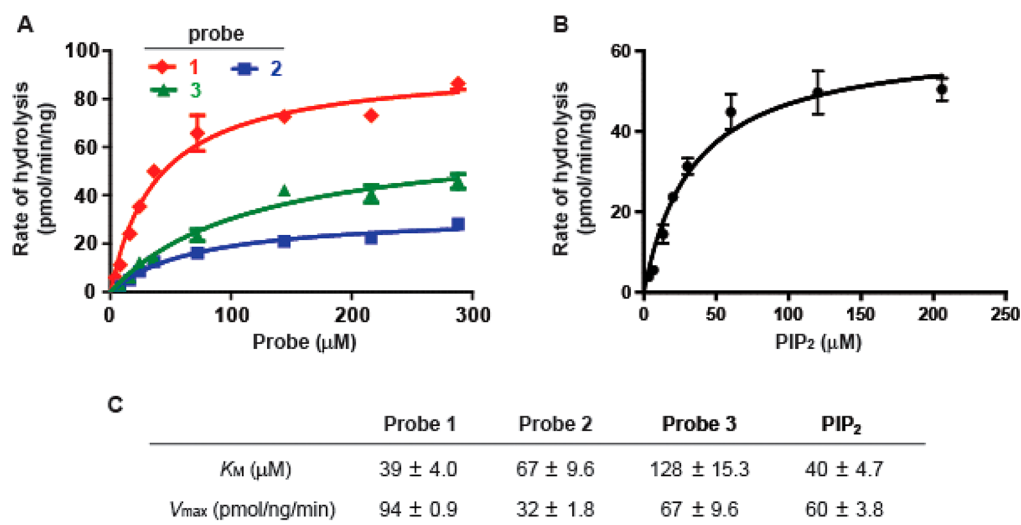 A
probe
1 2
3
Rate of hydrolysis
(pmol/min/ng)
100
80
60
40
20
0
0 100 200 300
Probe (μM)
B
Rate of hydrolysis
(pmol/min/ng)
60
40
20
0
0 50 100 150 200 250
PIP₂ (μM)
C
Probe 1 Probe 2 Probe 3 PIP₂
KM (μM) 39 ± 4.0 67 ± 9.6 128 ± 15.3 40 ± 4.7
Vmax (pmol/ng/min) 94 ± 0.9 32 ± 1.8 67 ± 9.6 60 ± 3.8